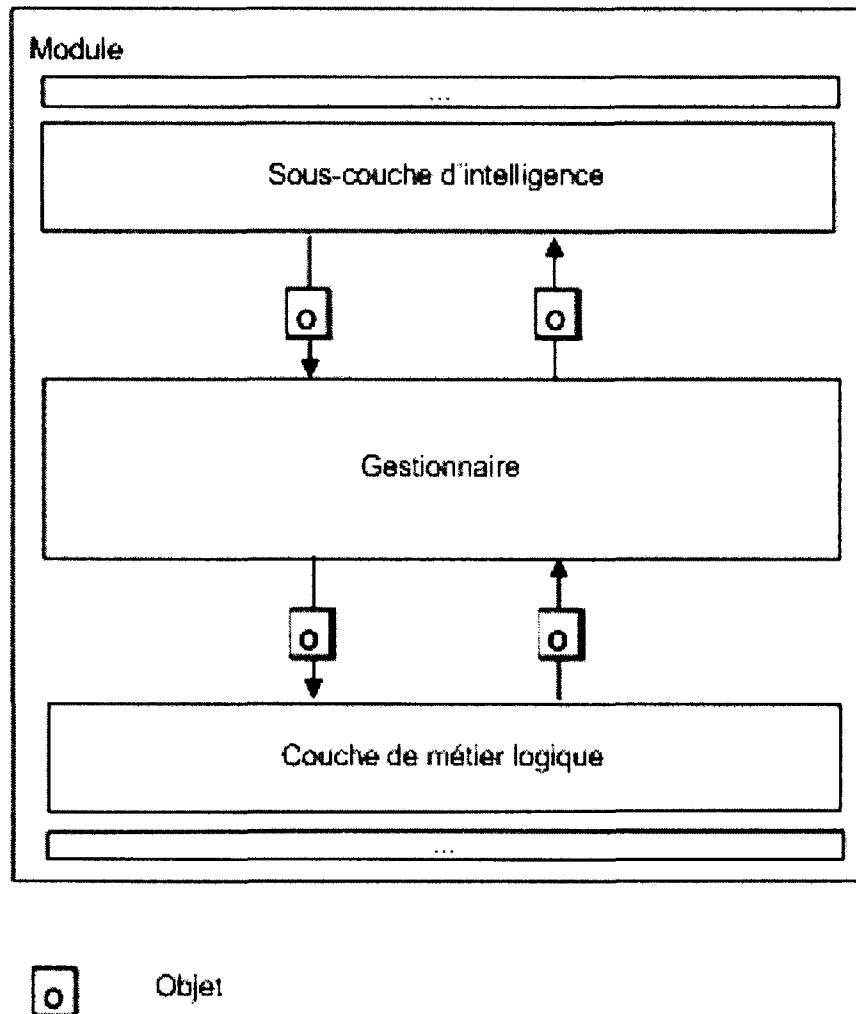 Module
...
Sous-couche d'intelligence
O
O
Gestionnaire
O
O
Couche de métier logique
...
O Objet